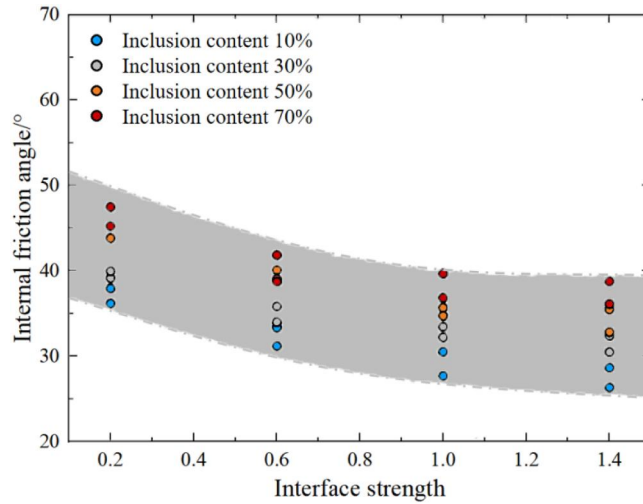 70
60
50
40
30
20
Internal friction angle/°
Inclusion content 10%
Inclusion content 30%
Inclusion content 50%
Inclusion content 70%
0.2 0.4 0.6 0.8 1.0 1.2 1.4
Interface strength